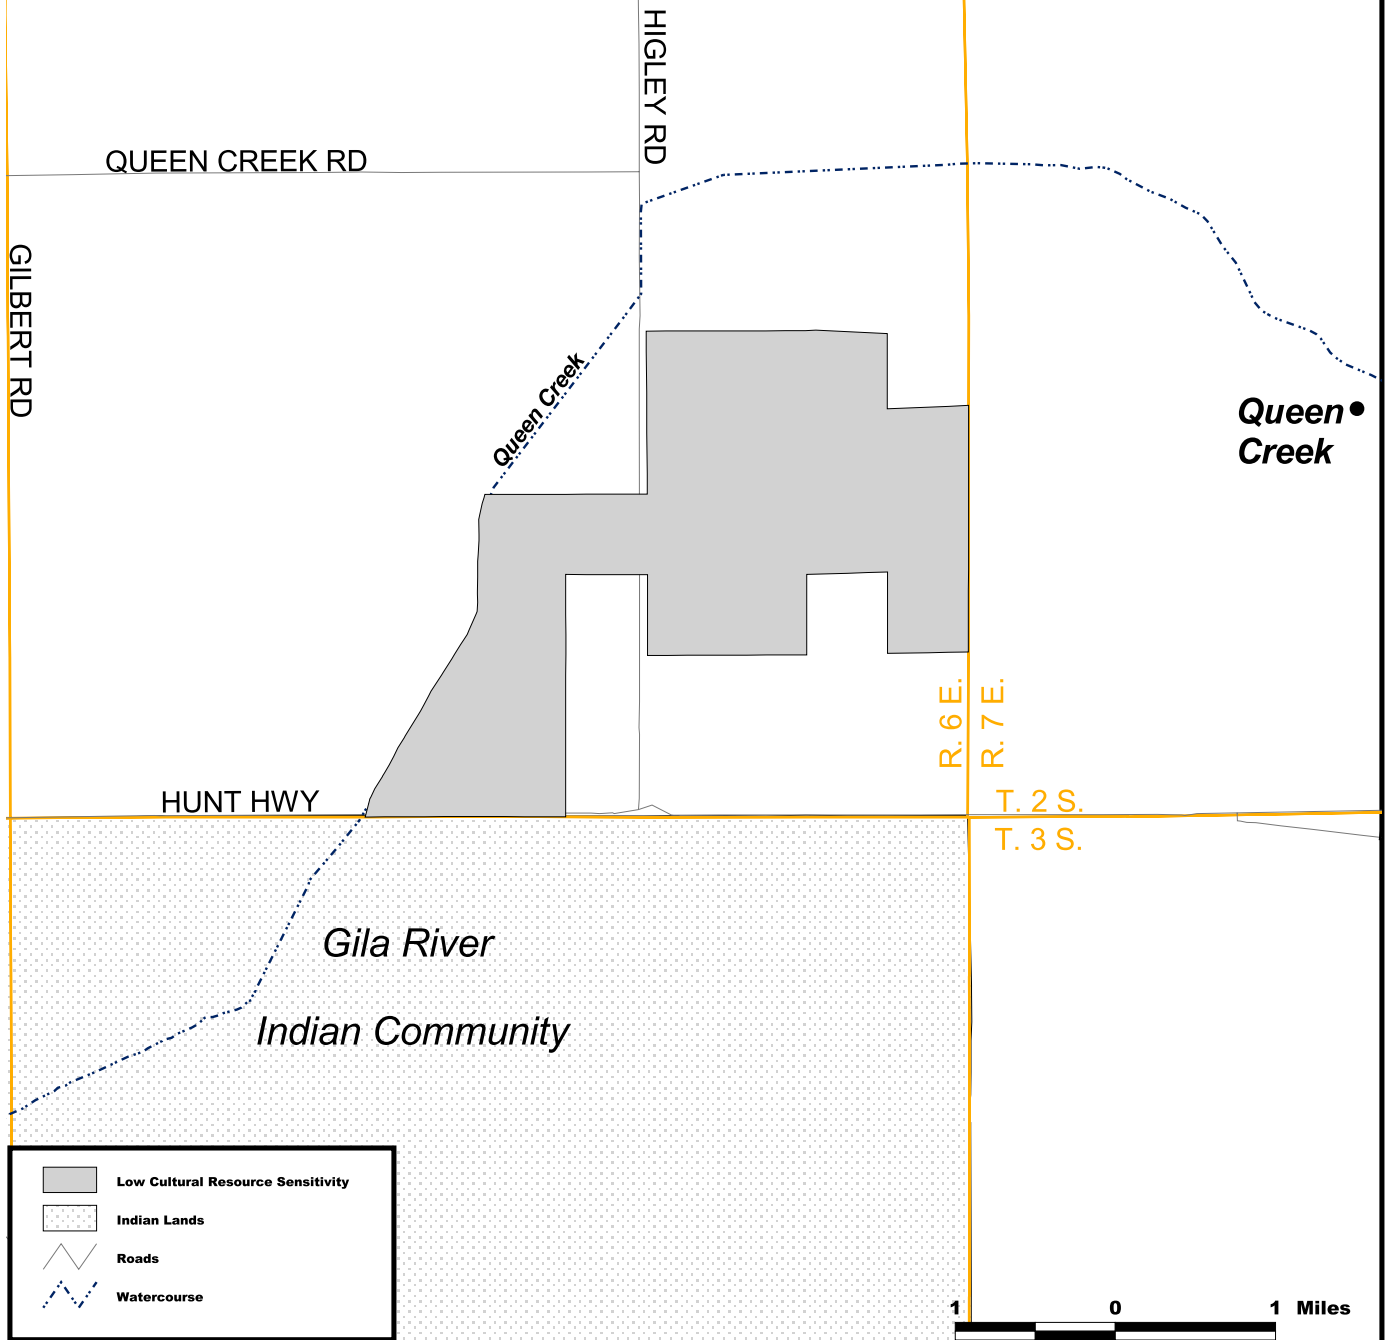 HIGLEY RD
QUEEN CREEK RD
GILBERT RD
Queen Creek
Queen
Creek
R. 6 E.
R. 7 E.
T. 2 S.
T. 3 S.
HUNT HWY
Gila River
Indian Community
Low Cultural Resource Sensitivity
Indian Lands
Roads
Watercourse
1 0 1 Miles